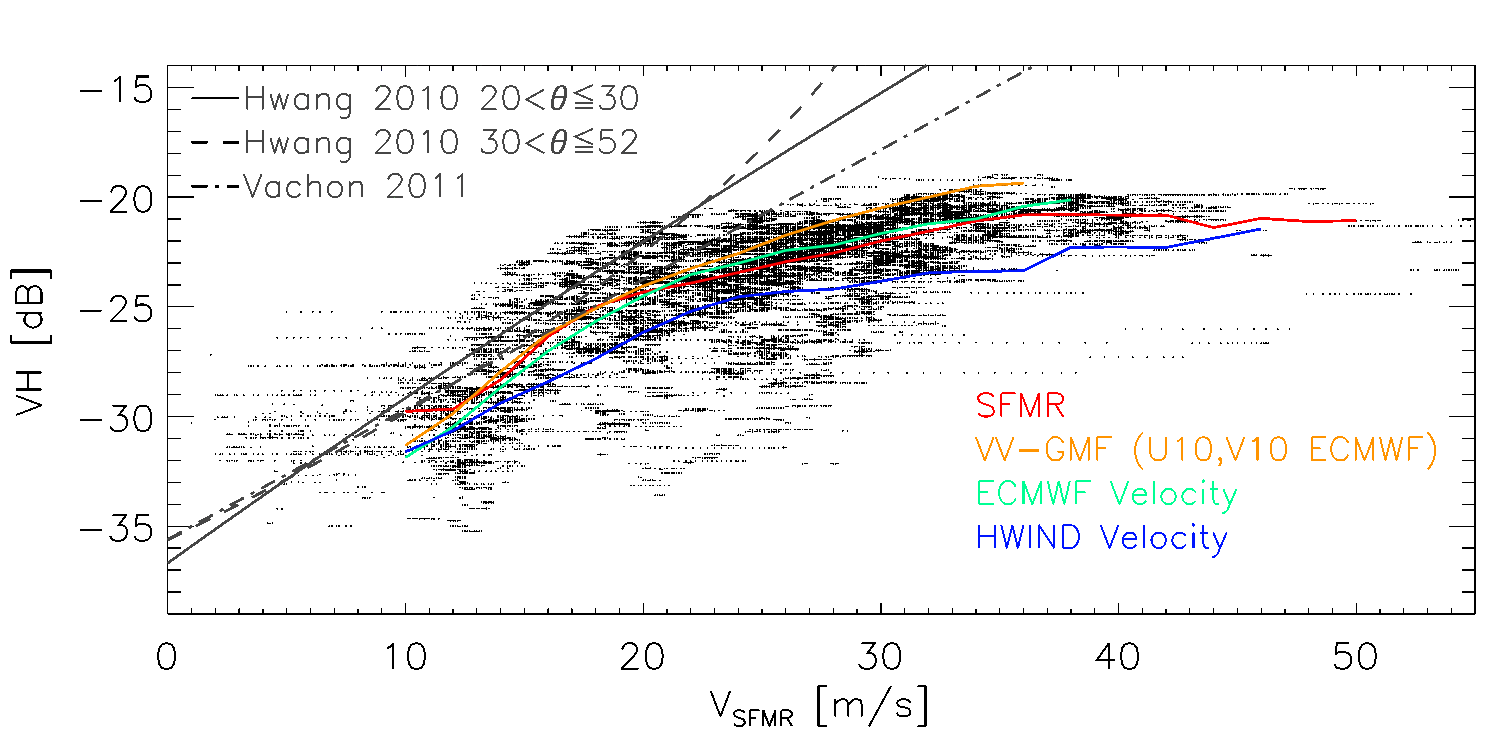 Hwang 2010 20<θ≦30
Hwang 2010 30<θ≦52
Vachon 2011
−15
−20
−25
−30
−35
VH [dB]
SFMR
VV−GMF (U10,V10 ECMWF)
ECMWF Velocity
HWIND Velocity
0 10 20 30 40 50
VSFMR [m/s]